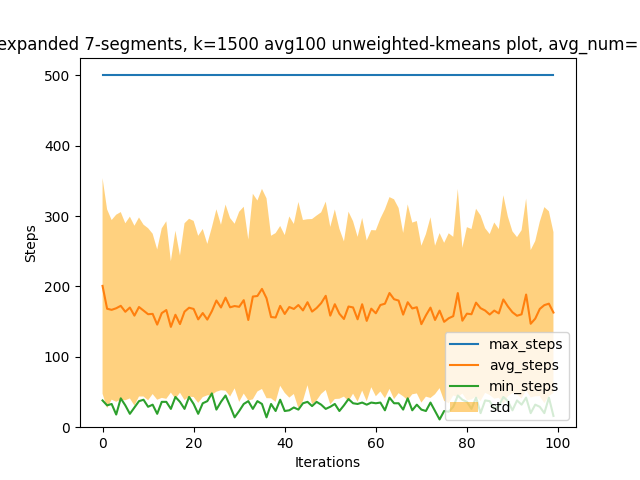 expanded 7-segments, k=1500 avg100 unweighted-kmeans plot, avg_num=
500
400
300
200
100
0
Steps
0 20 40 60 80 100
Iterations
max_steps
avg_steps
min_steps
std